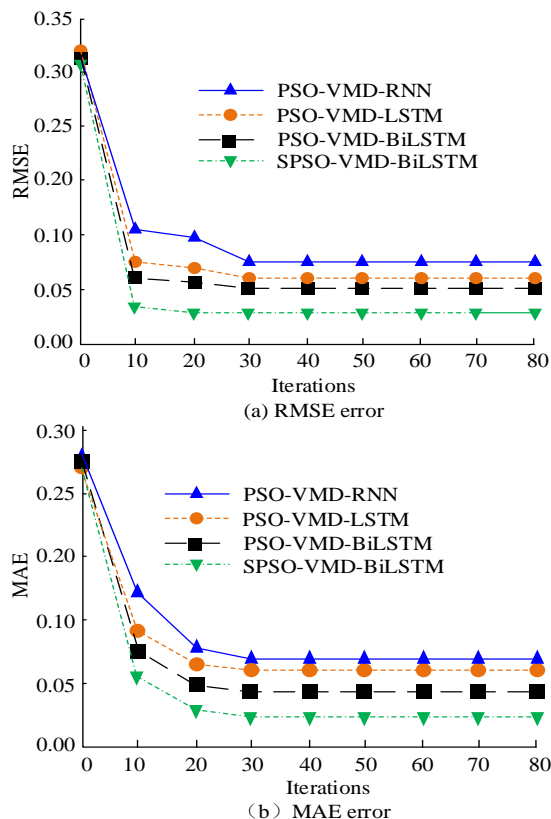 0.35
0.30
0.25
0.20
0.10
0.05
0.00
RMSE
PSO-VMD-RNN
PSO-VMD-LSTM
PSO-VMD-BiLSTM
SPSO-VMD-BiLSTM
0 10 20 30 40 50 60 70 80
Iterations
(a) RMSE error
0.30
0.25
0.20
0.10
0.05
0.00
MAE
PSO-VMD-RNN
PSO-VMD-LSTM
PSO-VMD-BiLSTM
SPSO-VMD-BiLSTM
0 10 20 30 40 50 60 70 80
Iterations
（b）MAE error